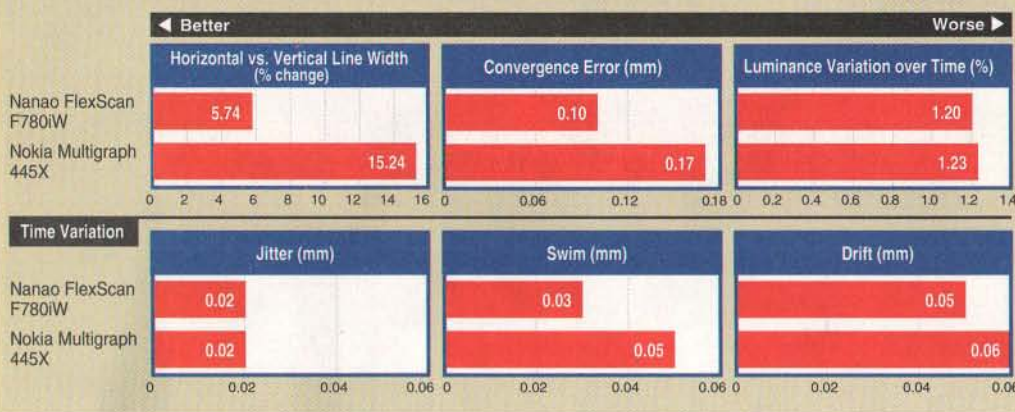 ◀ Better
Worse ▶
Horizontal vs. Vertical Line Width
(% change)
Convergence Error (mm)
Luminance Variation over Time (%)
Nanao FlexScan
F780iW
5.74
0.10
1.20
Nokia Multigraph
445X
15.24
0.17
1.23
0 2 4 6 8 10 12 14 16
0 0.06 0.12 0.18
0 0.2 0.4 0.6 0.8 1.0 1.2 1.4
Time Variation
Jitter (mm)
Swim (mm)
Drift (mm)
Nanao FlexScan
F780iW
0.02
0.03
0.05
Nokia Multigraph
445X
0.02
0.05
0.06
0 0.02 0.04 0.06
0 0.02 0.04 0.06
0 0.02 0.04 0.06